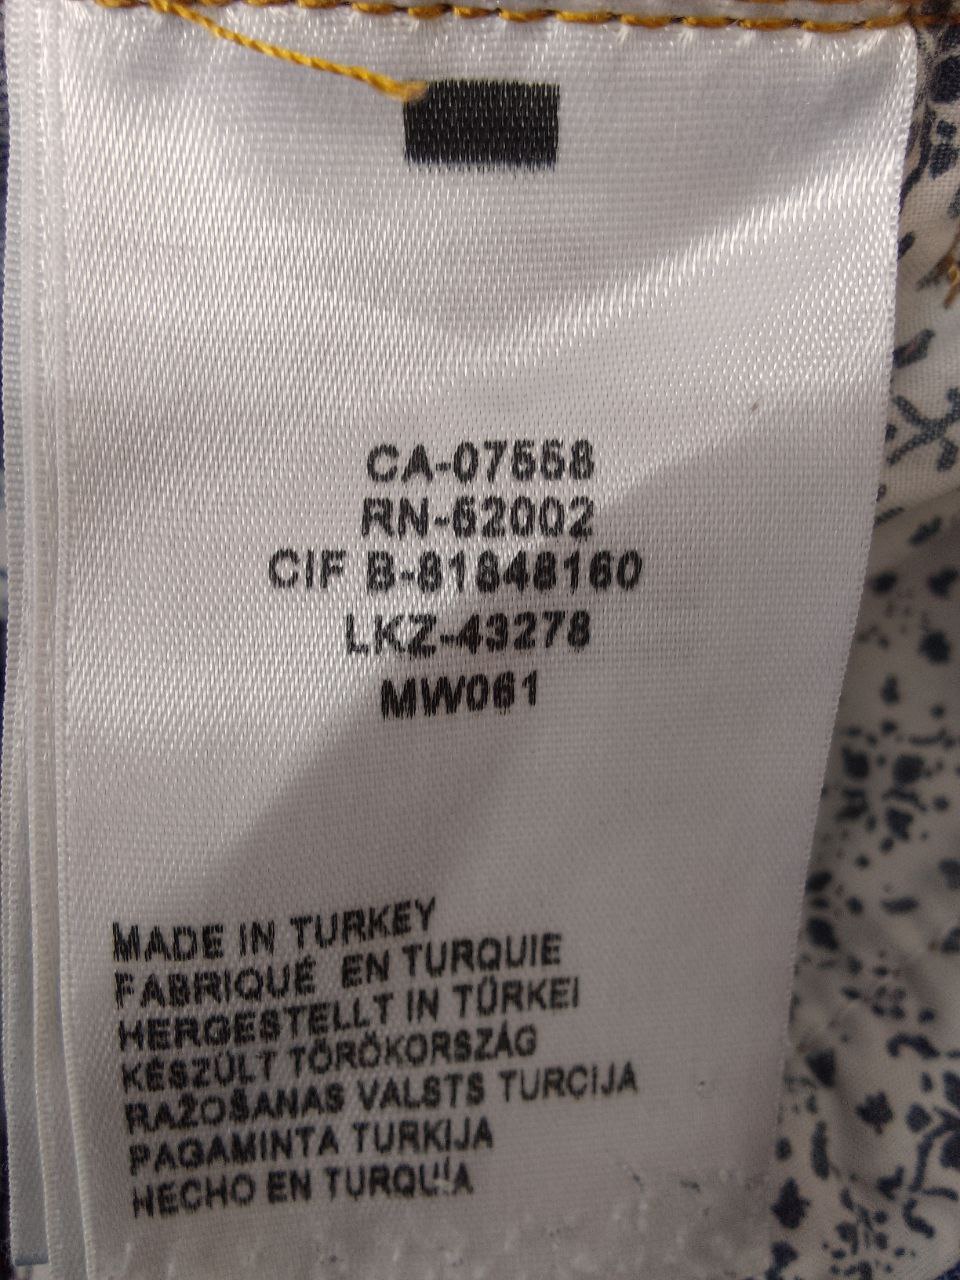 CA-07558
RN-62002
CIF B-81848160
LKZ-43278
MW061
MADE IN TURKEY
FABRIQUÉ EN TURQUIE
HERGESTELLT IN TÜRKEI
KÉSZÜLT TÖRÖKORSZÁG
RAŽOŠANAS VALSTS TURCIJA
PAGAMINTA TURKIJA
HECHO EN TURQUÍA